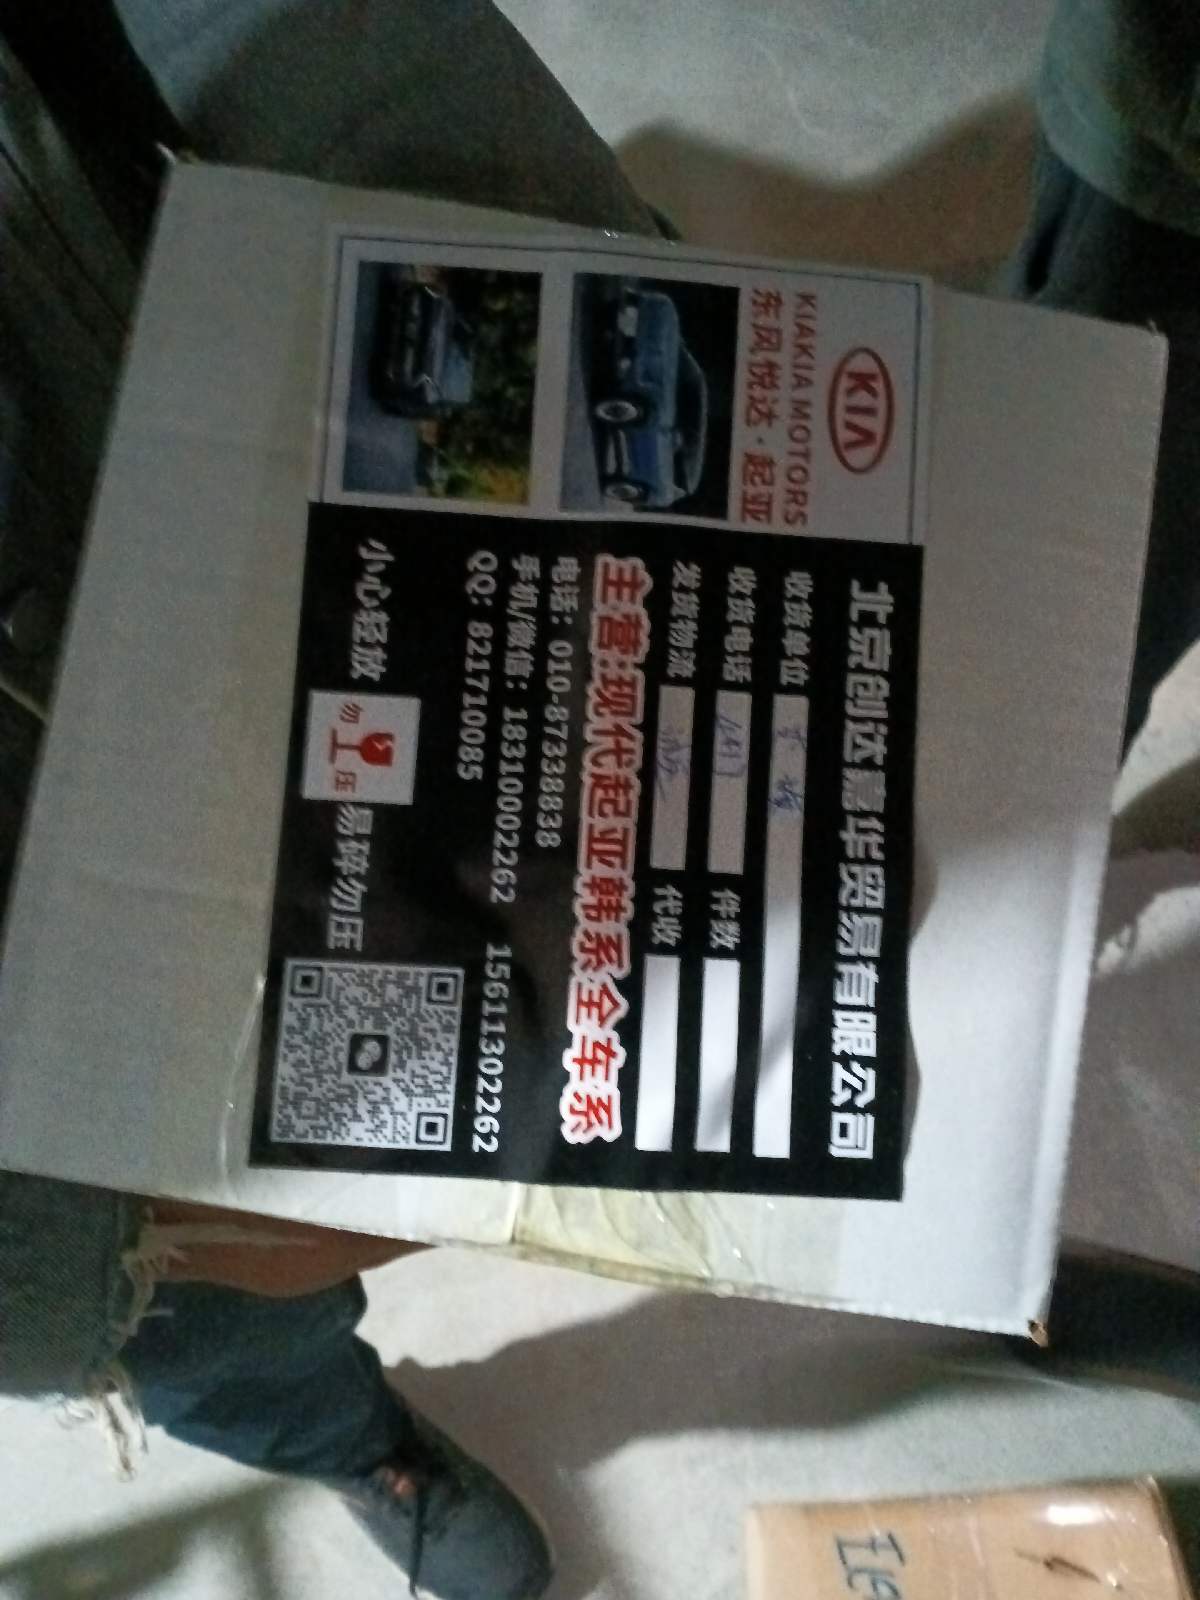 KIA
KIAKIA MOTORS
东风悦达·起亚
北京创达嘉华贸易有限公司
收货单位
收货电话
件数
发货物流
代收
主营:现代起亚韩系全车系
电话: 010-87338838
手机/微信: 18310002262 15611302262
QQ: 821710085
小心轻放
勿压
易碎勿压